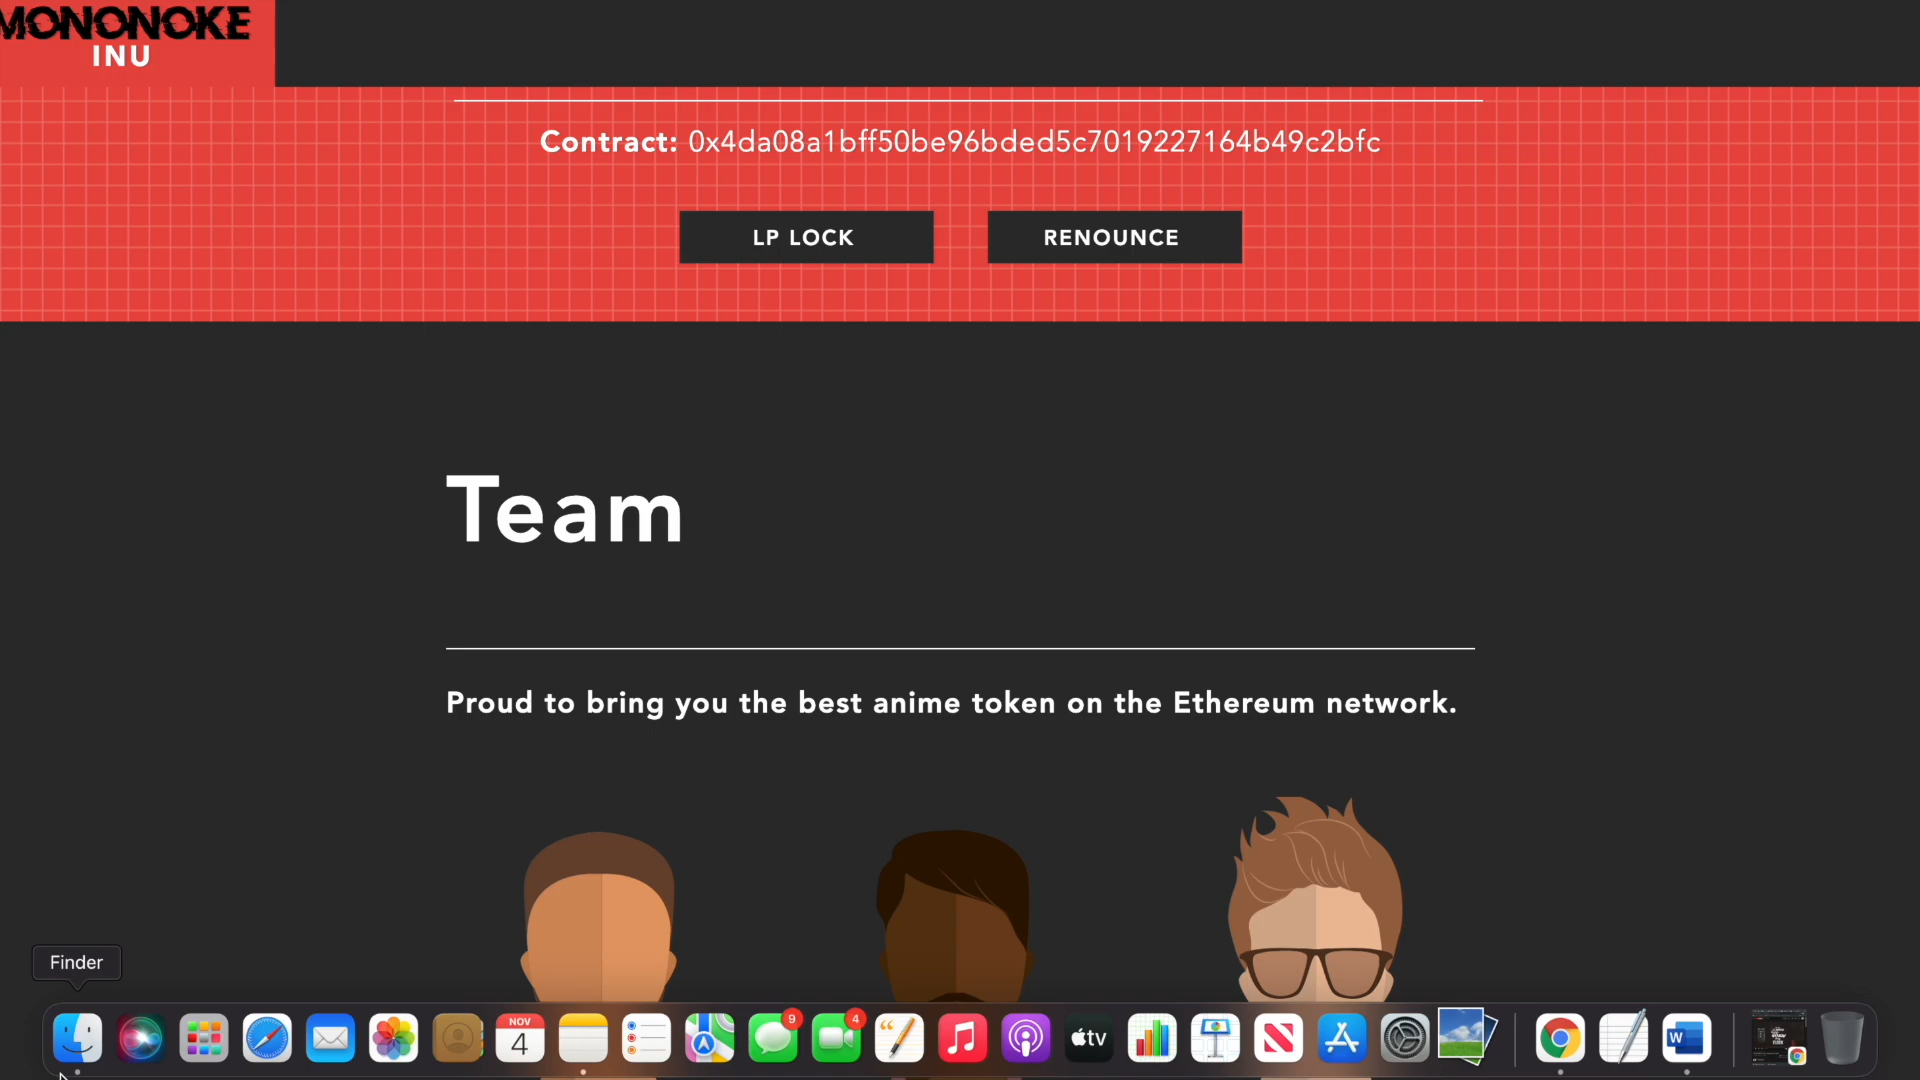 MONONOKE
INU
Contract: 0x4da08a1bff50be96bded5c7019227164b49c2bfc
LP LOCK
RENOUNCE
Team
Proud to bring you the best anime token on the Ethereum network.
Finder
NOV
4
9
4
tv
W